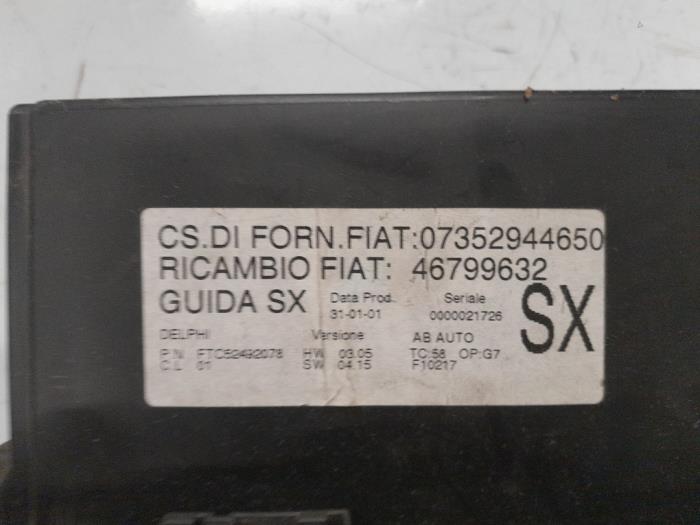 CS.DI FORN.FIAT:07352944650
RICAMBIO FIAT: 46799632
GUIDA SX Data Prod. Seriale SX
31-01-01 0000021726
DELPHI Versione AB AUTO
P.N FTC52492078 HW 03.05 TC:58 OP:G7
C.L 01 SW 04.15 F10217